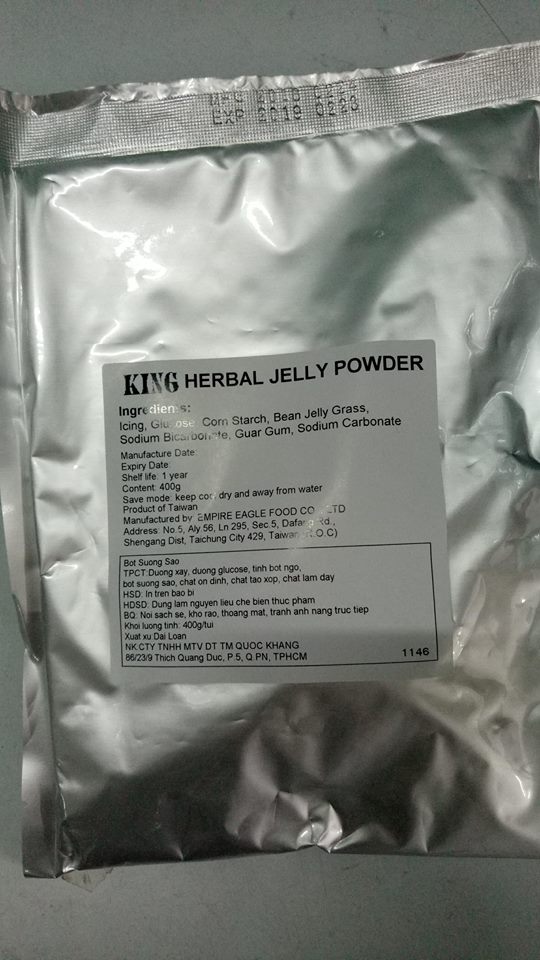 EXP 2019 0223
KING HERBAL JELLY POWDER
Ingredients:
Icing, Glucose, Corn Starch, Bean Jelly Grass,
Sodium Bicarbonate, Guar Gum, Sodium Carbonate
Manufacture Date:
Expiry Date:
Shelf life: 1 year
Content: 400g
Save mode: keep cool dry and away from water
Product of Taiwan
Manufactured by: EMPIRE EAGLE FOOD CO., LTD
Address: No.5, Aly.56, Ln 295, Sec.5, Dafang Rd.,
Shengang Dist, Taichung City 429, Taiwan (R.O.C)
Bot Suong Sao
TPCT:Duong xay, duong glucose, tinh bot ngo,
bot suong sao, chat on dinh, chat tao xop, chat lam day
HSD: In tren bao bi
HDSD: Dung lam nguyen lieu che bien thuc pham
BQ: Noi sach se, kho rao, thoang mat, tranh anh nang truc tiep
Khoi luong tinh: 400g/tui
Xuat xu Dai Loan
NK:CTY TNHH MTV DT TM QUOC KHANG
86/23/9 Thich Quang Duc, P.5, Q.PN, TPHCM
1146